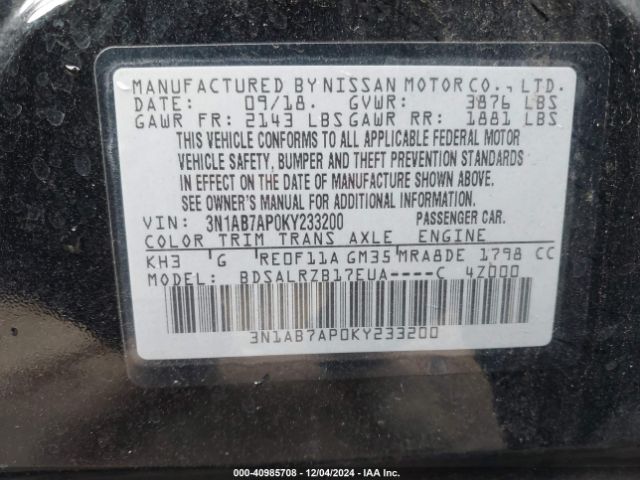 MANUFACTURED BY NISSAN MOTOR CO., LTD.
DATE: 09/18. GVWR: 3876 LBS
GAWR FR: 2143 LBS GAWR RR: 1881 LBS
THIS VEHICLE CONFORMS TO ALL APPLICABLE FEDERAL MOTOR
VEHICLE SAFETY, BUMPER AND THEFT PREVENTION STANDARDS
IN EFFECT ON THE DATE OF MANUFACTURE SHOWN ABOVE.
SEE OWNER'S MANUAL FOR ADDITIONAL INFORMATION.
VIN: 3N1AB7AP0KY233200 PASSENGER CAR.
COLOR TRIM TRANS AXLE ENGINE
KH3 G RE0F11A GM35 MRA8DE 1798 CC
MODEL: BDSALRZB17EUA----C 4Z000
3N1AB7AP0KY233200
000-40985708 - 12/04/2024 - IAA Inc.